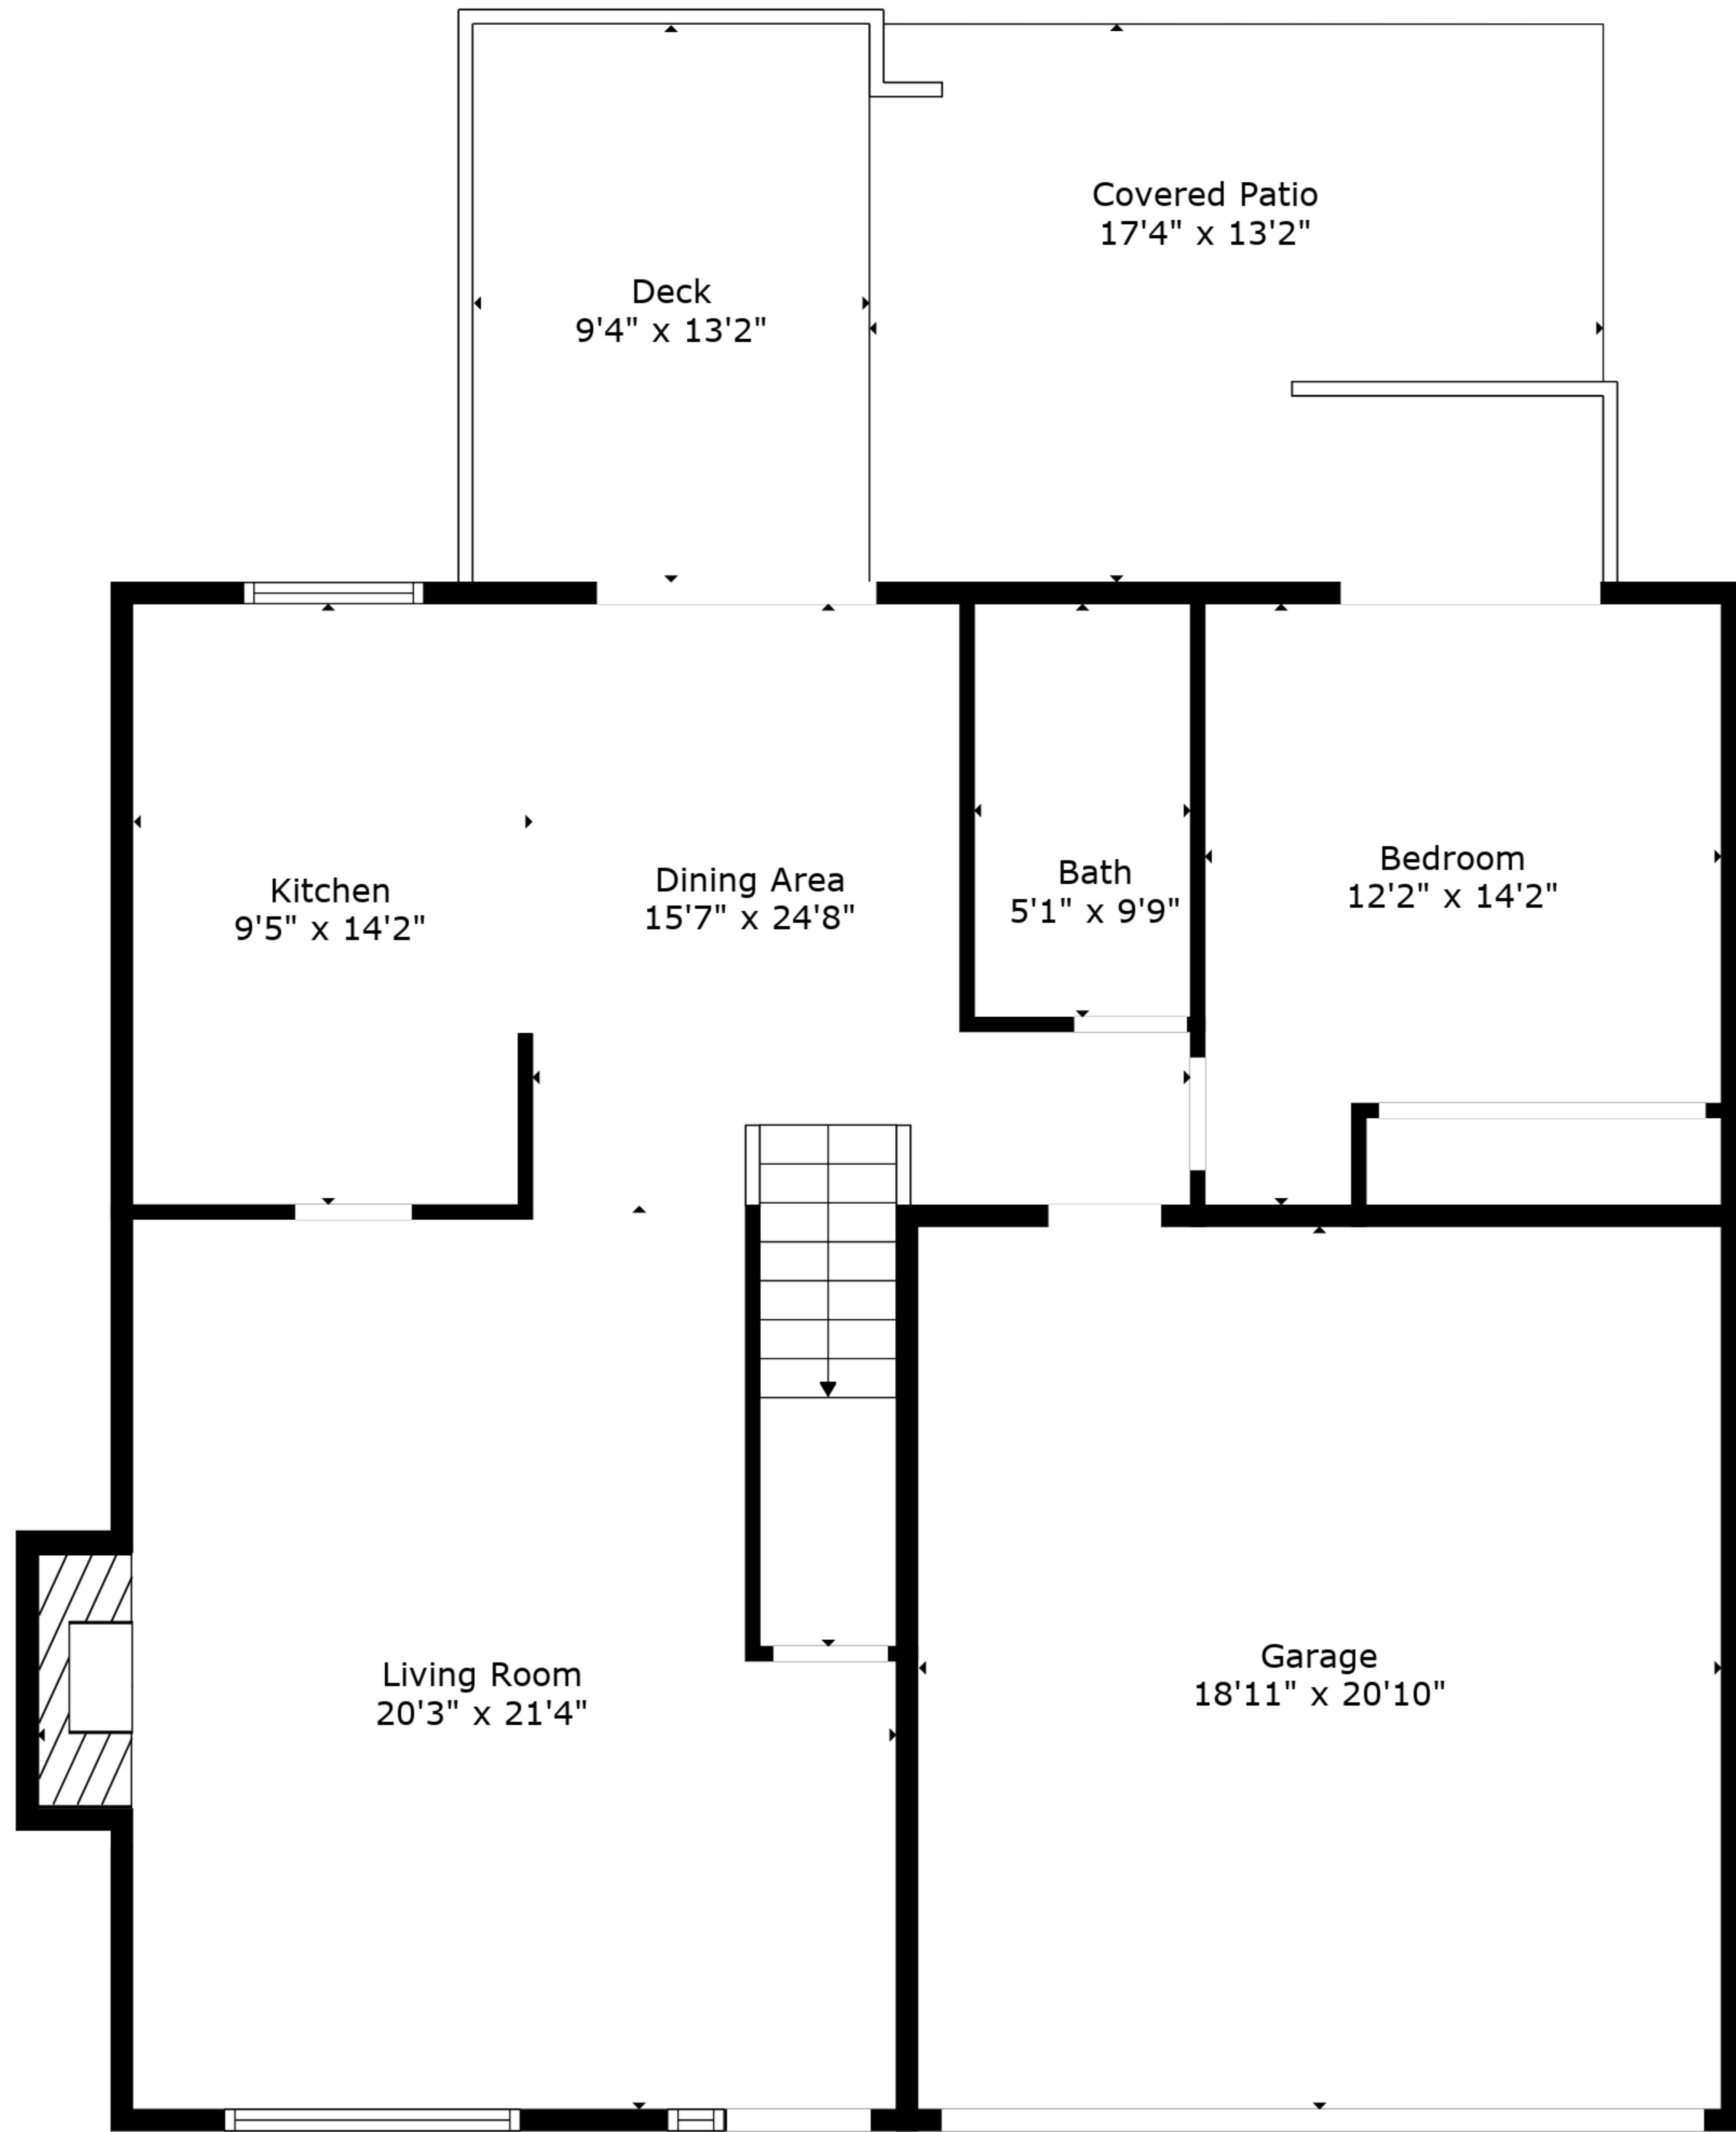 Covered Patio
17'4" x 13'2"
Deck
9'4" x 13'2"
Kitchen
9'5" x 14'2"
Dining Area
15'7" x 24'8"
Bath
5'1" x 9'9"
Bedroom
12'2" x 14'2"
Living Room
20'3" x 21'4"
Garage
18'11" x 20'10"